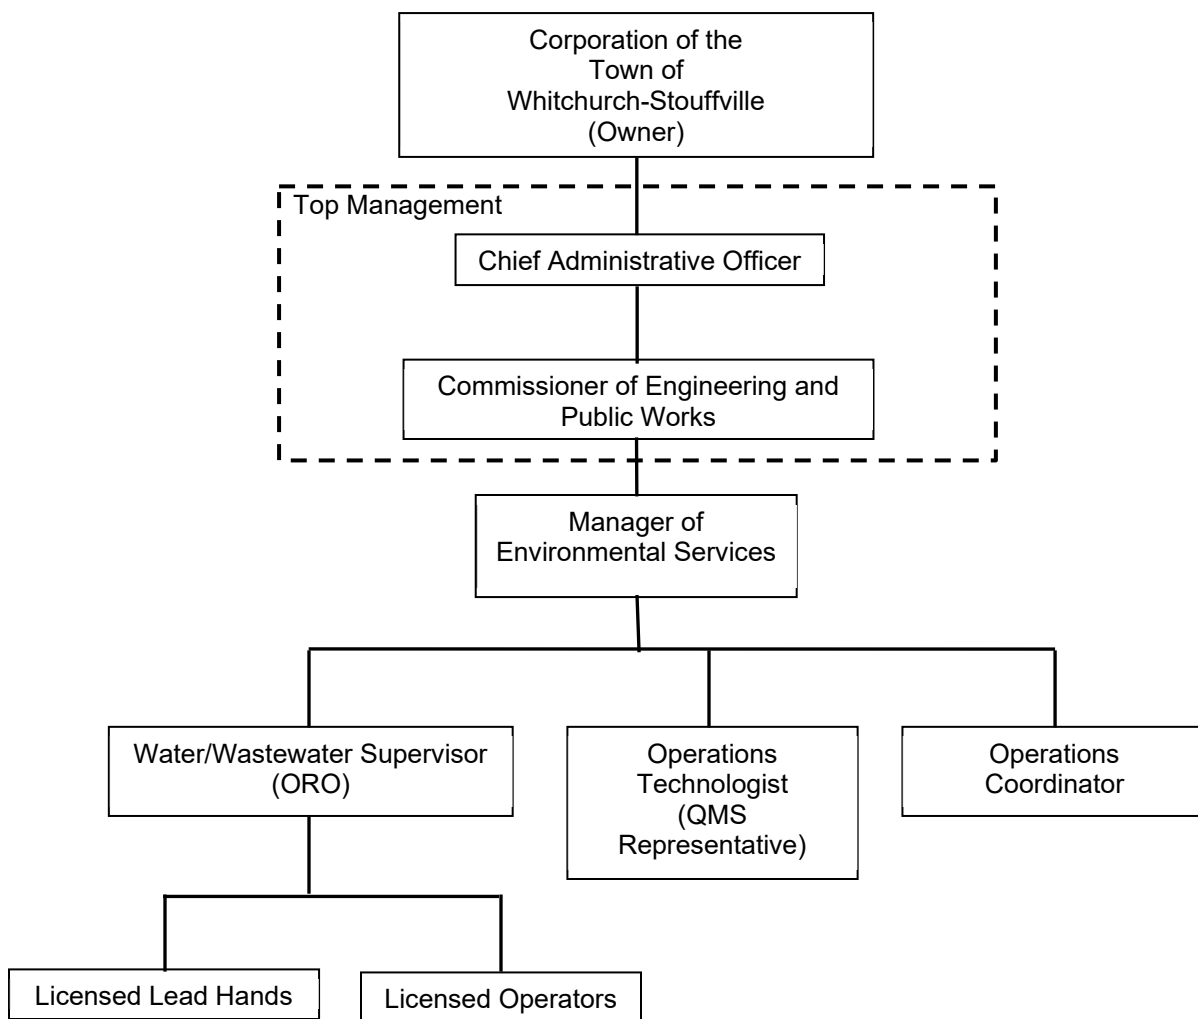 Corporation of the
Town of
Whitchurch-Stouffville
(Owner)
Top Management
Chief Administrative Officer
Commissioner of Engineering and
Public Works
Manager of
Environmental Services
Water/Wastewater Supervisor
(ORO)
Operations
Technologist
(QMS
Representative)
Operations
Coordinator
Licensed Lead Hands
Licensed Operators